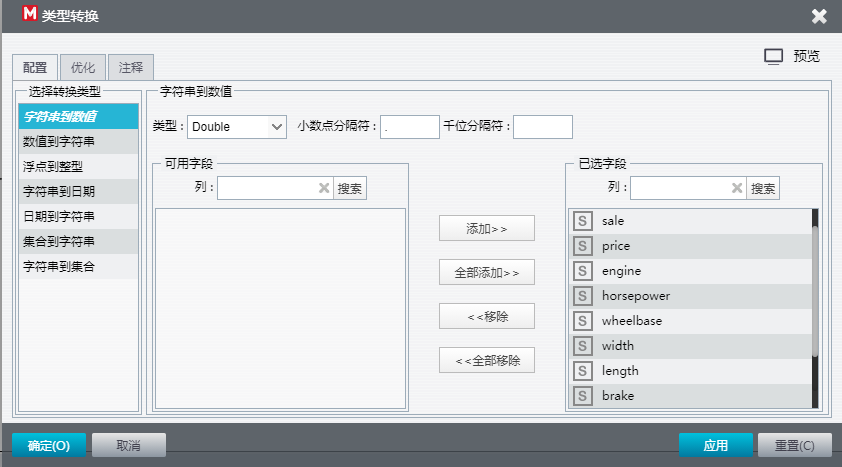 M 类型转换
预览
配置 优化 注释
选择转换类型
字符串到数值
数值到字符串
浮点到整型
字符串到日期
日期到字符串
集合到字符串
字符串到集合
字符串到数值
类型: Double 小数点分隔符: . 千位分隔符:
可用字段
列: 搜索
添加>>
全部添加>>
<<移除
<<全部移除
已选字段
列: 搜索
S sale
S price
S engine
S horsepower
S wheelbase
S width
S length
S brake
确定(O) 取消 应用 重置(C)